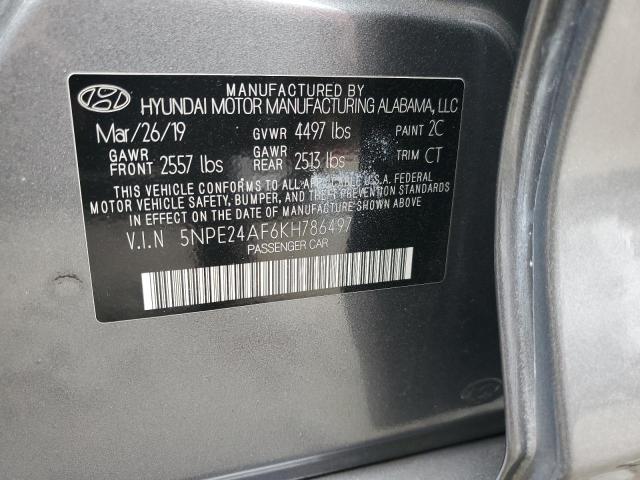 MANUFACTURED BY
HYUNDAI MOTOR MANUFACTURING ALABAMA, LLC
Mar/26/19 GVWR 4497 lbs PAINT 2C
GAWR FRONT 2557 lbs GAWR REAR 2513 lbs TRIM CT
THIS VEHICLE CONFORMS TO ALL APPLICABLE U.S.A. FEDERAL
MOTOR VEHICLE SAFETY, BUMPER, AND THEFT PREVENTION STANDARDS
IN EFFECT ON THE DATE OF MANUFACTURE SHOWN ABOVE.
V.I.N 5NPE24AF6KH786497
PASSENGER CAR